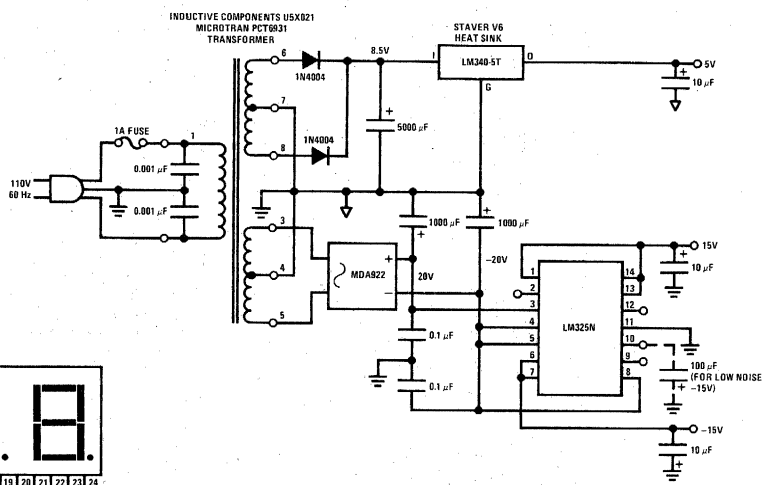 INDUCTIVE COMPONENTS U5X021
MICROTRAN PCT6931
TRANSFORMER
STAVER V6
HEAT SINK
6
1N4004
8.5V
I
LM340-5T
O
5V
G
+
10 µF
7
1N4004
8
+
5000 µF
1A FUSE
1
0.001 µF
110V
60 Hz
0.001 µF
3
4
5
MDA922
+
−
1000 µF
+
+
1000 µF
20V
−20V
0.1 µF
0.1 µF
1
2
3
4
5
6
7
LM325N
14
13
12
11
10
9
8
15V
+
10 µF
100 µF
(FOR LOW NOISE
+ −15V)
−15V
10 µF
+
19 20 21 22 23 24